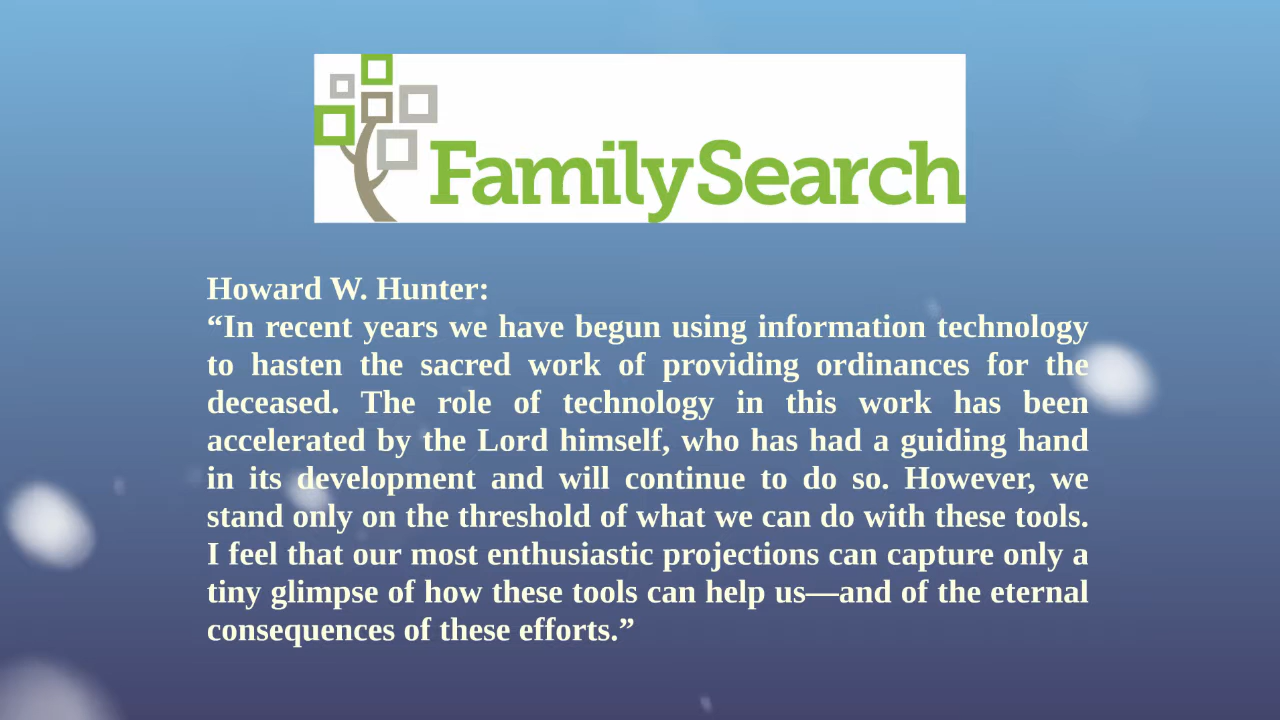 FamilySearch
Howard W. Hunter:
“In recent years we have begun using information technology
to hasten the sacred work of providing ordinances for the
deceased. The role of technology in this work has been
accelerated by the Lord himself, who has had a guiding hand
in its development and will continue to do so. However, we
stand only on the threshold of what we can do with these tools.
I feel that our most enthusiastic projections can capture only a
tiny glimpse of how these tools can help us—and of the eternal
consequences of these efforts.”